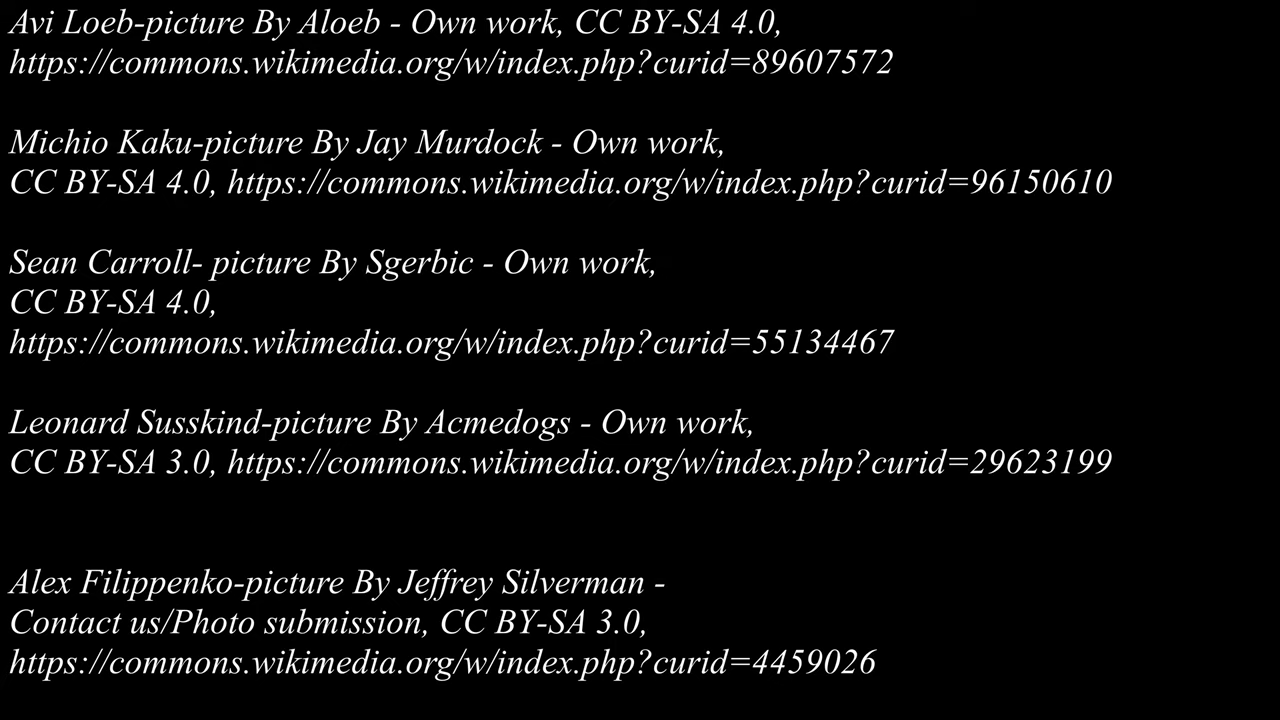 Avi Loeb-picture By Aloeb - Own work, CC BY-SA 4.0,
https://commons.wikimedia.org/w/index.php?curid=89607572
Michio Kaku-picture By Jay Murdock - Own work,
CC BY-SA 4.0, https://commons.wikimedia.org/w/index.php?curid=96150610
Sean Carroll- picture By Sgerbic - Own work,
CC BY-SA 4.0,
https://commons.wikimedia.org/w/index.php?curid=55134467
Leonard Susskind-picture By Acmedogs - Own work,
CC BY-SA 3.0, https://commons.wikimedia.org/w/index.php?curid=29623199
Alex Filippenko-picture By Jeffrey Silverman -
Contact us/Photo submission, CC BY-SA 3.0,
https://commons.wikimedia.org/w/index.php?curid=4459026